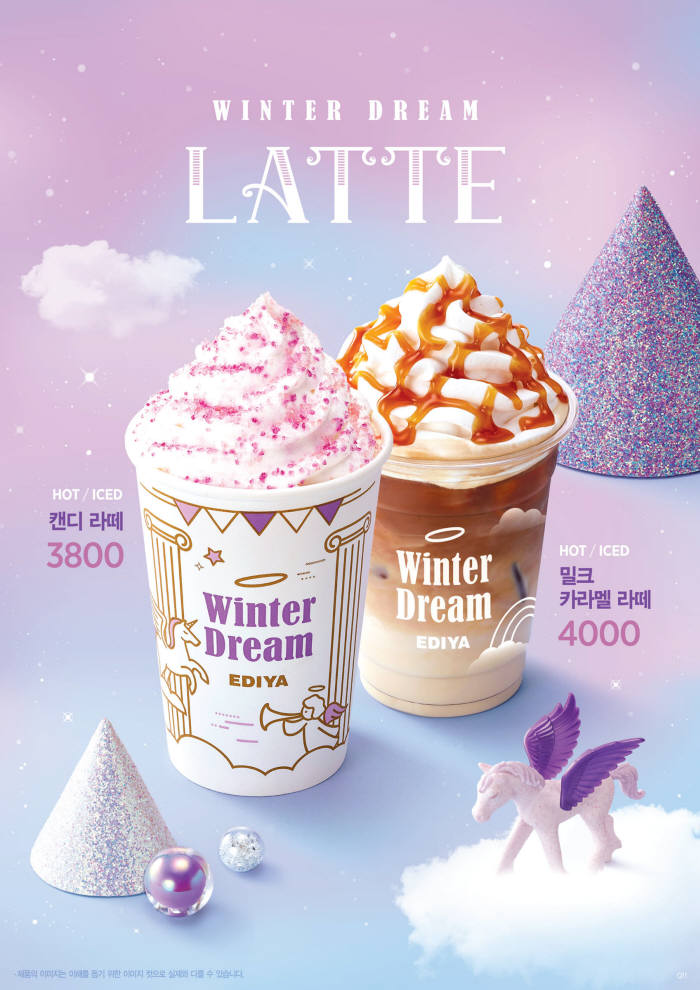 WINTER DREAM
LATTE
HOT / ICED
캔디 라떼
3800
HOT / ICED
밀크
카라멜 라떼
4000
Winter
Dream
EDIYA
Winter
Dream
EDIYA
· 제품의 이미지는 이해를 돕기 위한 이미지 컷으로 실제와 다를 수 있습니다.